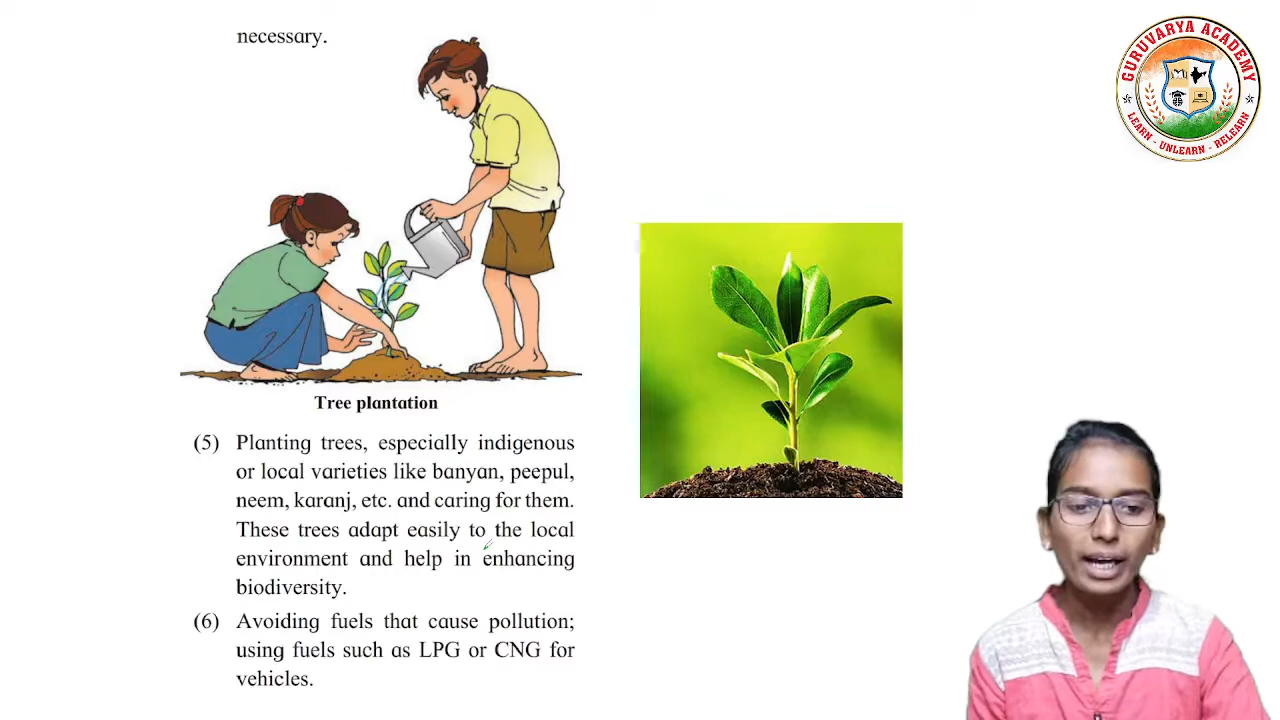 necessary.
GURUVARYA ACADEMY
LEARN - UNLEARN - RELEARN
Tree plantation
(5) Planting trees, especially indigenous
or local varieties like banyan, peepul,
neem, karanj, etc. and caring for them.
These trees adapt easily to the local
environment and help in enhancing
biodiversity.
(6) Avoiding fuels that cause pollution;
using fuels such as LPG or CNG for
vehicles.